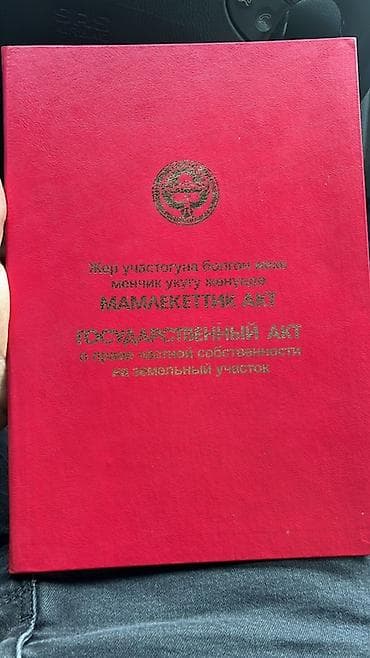 Жер участогуна болгон жеке
менчик укугу жөнүндө
МАМЛЕКЕТТИК АКТ
ГОСУДАРСТВЕННЫЙ АКТ
о праве частной собственности
на земельный участок